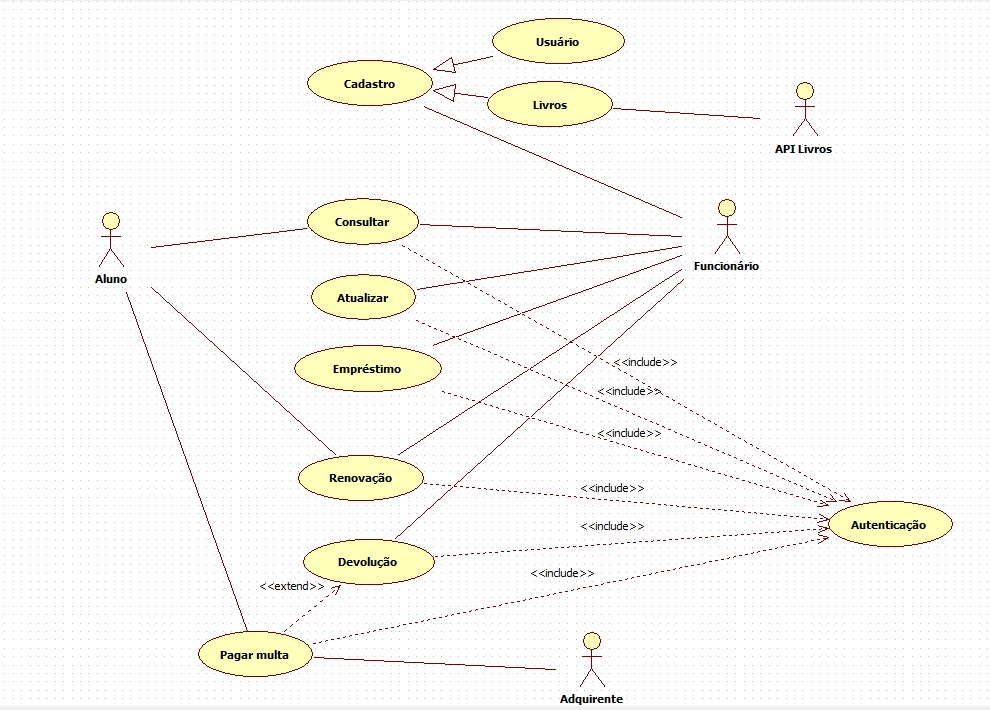 Usuário
Cadastro
Livros
API Livros
Consultar
Funcionário
Aluno
Atualizar
<<include>>
Empréstimo
<<include>>
<<include>>
Renovação
<<include>>
Autenticação
<<include>>
Devolução
<<include>>
<<extend>>
Pagar multa
Adquirente